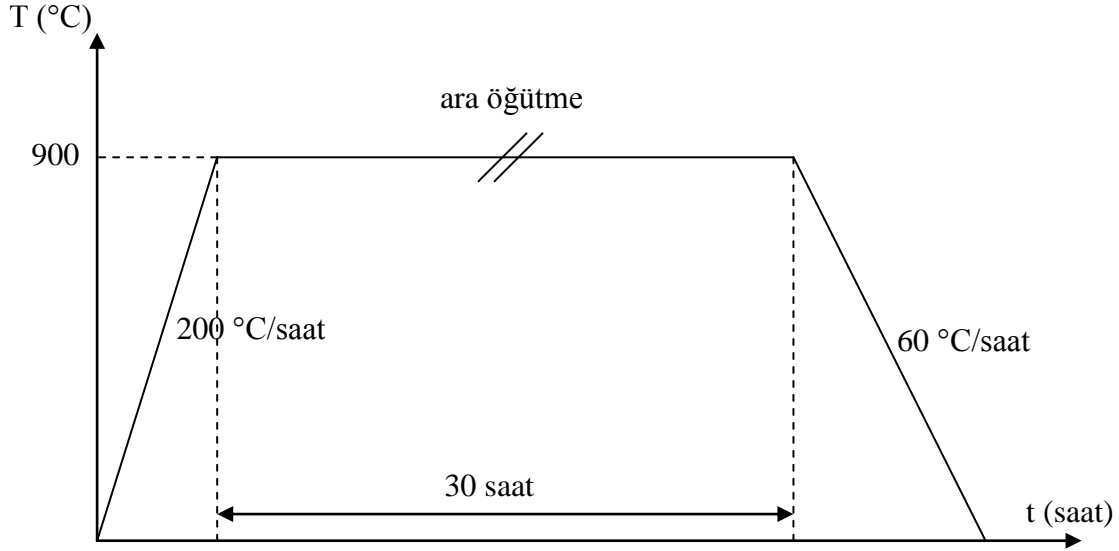 T (°C)
ara öğütme
900
200 °C/saat
60 °C/saat
30 saat
t (saat)